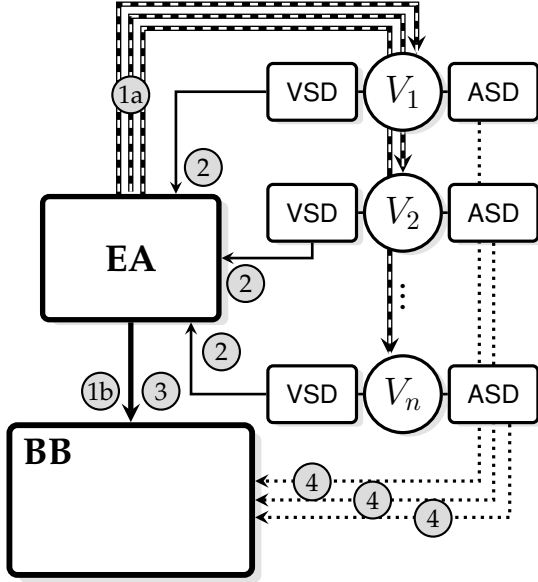 1a
VSD V₁ ASD
2
VSD V₂ ASD
EA
2
⋮
2
VSD Vₙ ASD
1b 3
BB
4
4
4